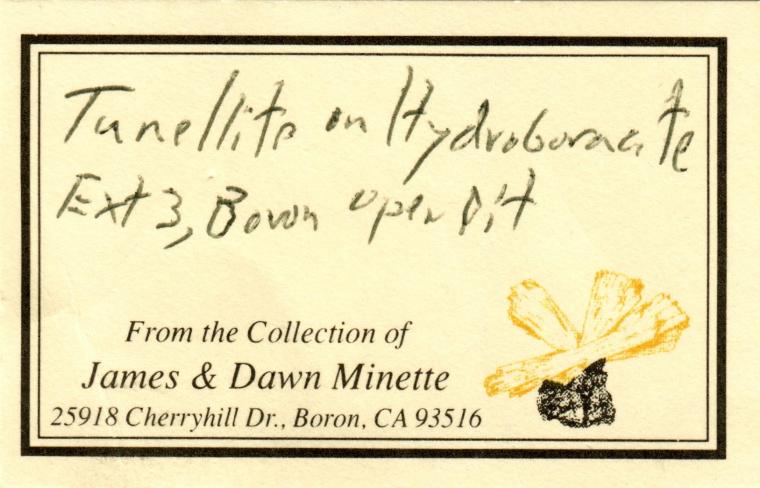 Tunellite on Hydroboracite
Ext 3, Boron open pit
From the Collection of
James & Dawn Minette
25918 Cherryhill Dr., Boron, CA 93516